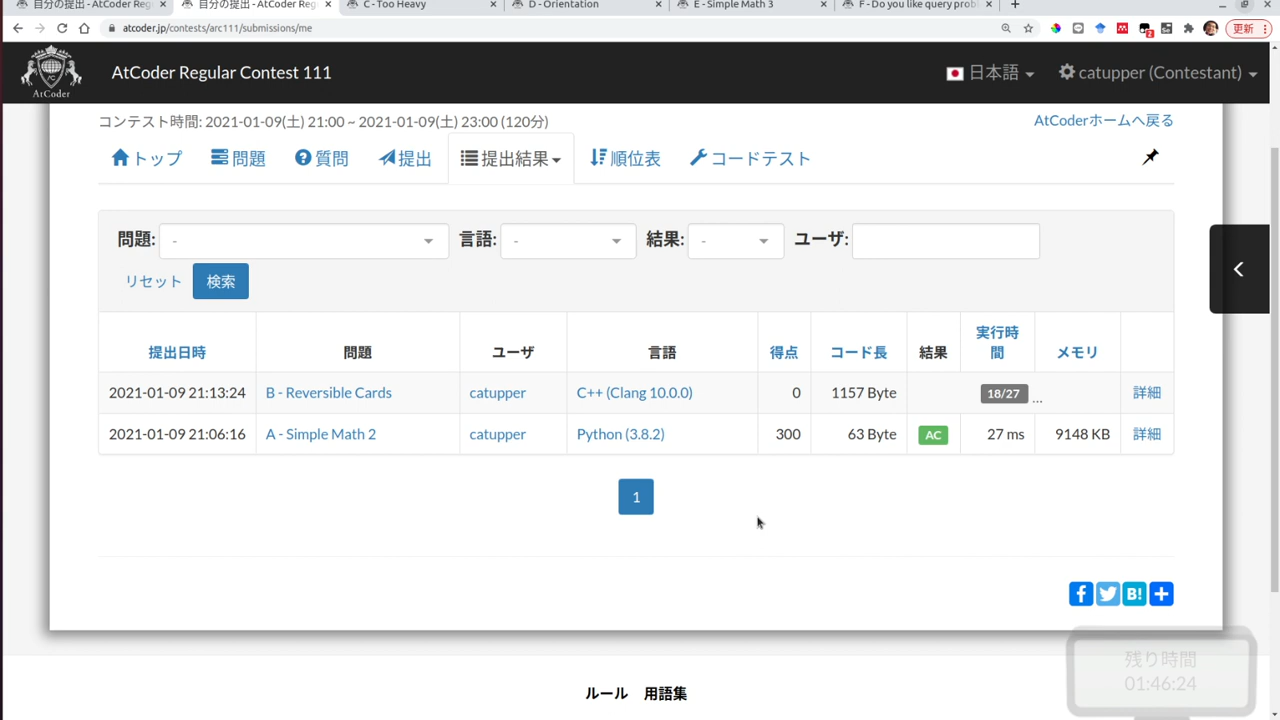 自分の提出 - AtCoder Reg
自分の提出 - AtCoder Reg
C - Too Heavy
D - Orientation
E - Simple Math 3
F - Do you like query prob
atcoder.jp/contests/arc111/submissions/me
更新
AtCoder
AtCoder Regular Contest 111
日本語
catupper (Contestant)
コンテスト時間: 2021-01-09(土) 21:00 ~ 2021-01-09(土) 23:00 (120分)
AtCoderホームへ戻る
トップ 問題 質問 提出 提出結果 順位表 コードテスト
問題: - 言語: - 結果: - ユーザ:
リセット 検索
提出日時 問題 ユーザ 言語 得点 コード長 結果 実行時間 メモリ
2021-01-09 21:13:24 B - Reversible Cards catupper C++ (Clang 10.0.0) 0 1157 Byte 18/27 ... 詳細
2021-01-09 21:06:16 A - Simple Math 2 catupper Python (3.8.2) 300 63 Byte AC 27 ms 9148 KB 詳細
1
B!
残り時間
01:46:24
ルール 用語集